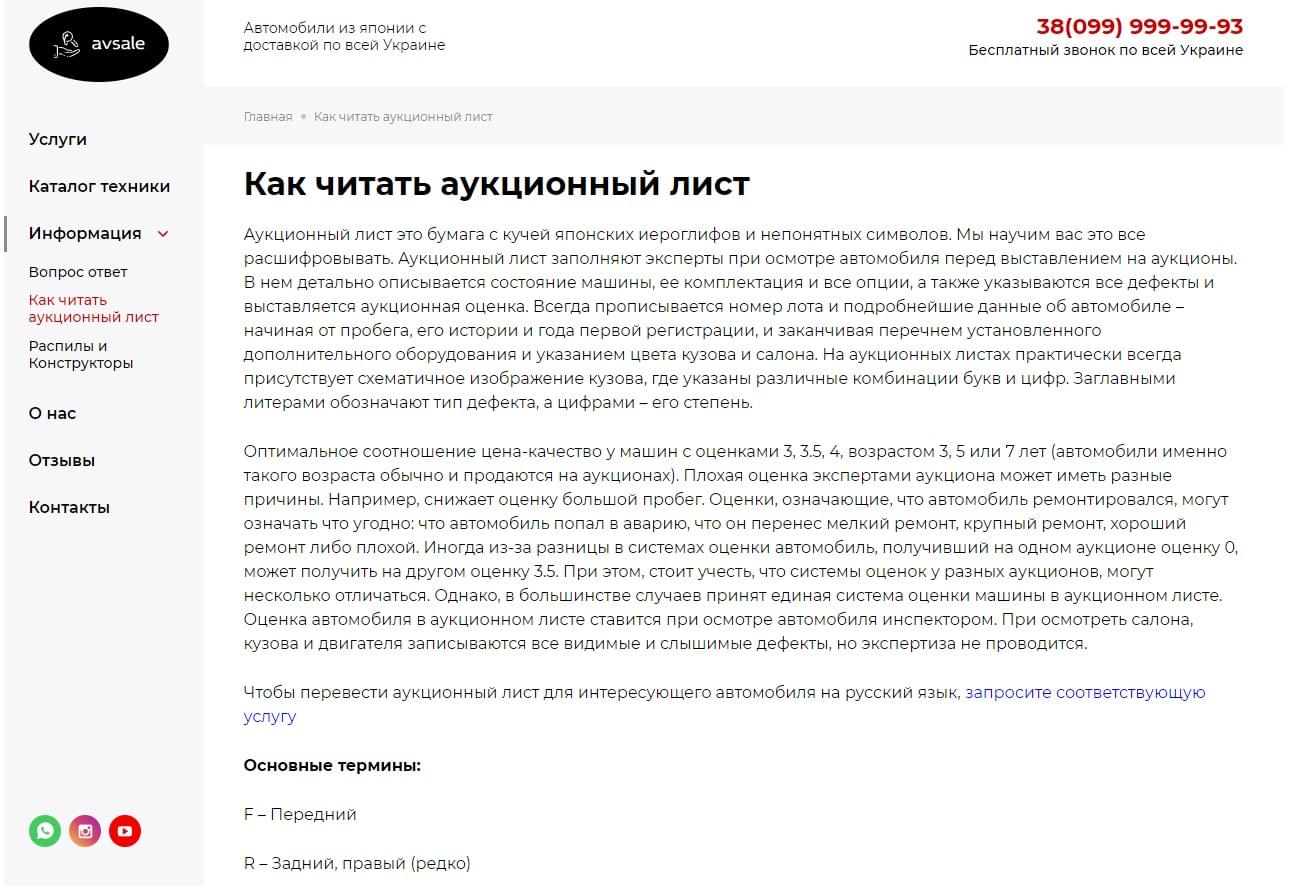 avsale
Автомобили из японии с
доставкой по всей Украине
38(099) 999-99-93
Бесплатный звонок по всей Украине
Услуги
Каталог техники
Информация
Вопрос ответ
Как читать
аукционный лист
Распилы и
Конструкторы
О нас
Отзывы
Контакты
Главная
Как читать аукционный лист
Как читать аукционный лист
Аукционный лист это бумага с кучей японских иероглифов и непонятных символов. Мы научим вас это все
расшифровывать. Аукционный лист заполняют эксперты при осмотре автомобиля перед выставлением на аукционы.
В нем детально описывается состояние машины, ее комплектация и все опции, а также указываются все дефекты и
выставляется аукционная оценка. Всегда прописывается номер лота и подробнейшие данные об автомобиле –
начиная от пробега, его истории и года первой регистрации, и заканчивая перечнем установленного
дополнительного оборудования и указанием цвета кузова и салона. На аукционных листах практически всегда
присутствует схематичное изображение кузова, где указаны различные комбинации букв и цифр. Заглавными
литерами обозначают тип дефекта, а цифрами – его степень.
Оптимальное соотношение цена-качество у машин с оценками 3, 3.5, 4, возрастом 3, 5 или 7 лет (автомобили именно
такого возраста обычно и продаются на аукционах). Плохая оценка экспертами аукциона может иметь разные
причины. Например, снижает оценку большой пробег. Оценки, означающие, что автомобиль ремонтировался, могут
означать что угодно: что автомобиль попал в аварию, что он перенес мелкий ремонт, крупный ремонт, хороший
ремонт либо плохой. Иногда из-за разницы в системах оценки автомобиль, получивший на одном аукционе оценку 0,
может получить на другом оценку 3.5. При этом, стоит учесть, что системы оценок у разных аукционов, могут
несколько отличаться. Однако, в большинстве случаев принят единая система оценки машины в аукционном листе.
Оценка автомобиля в аукционном листе ставится при осмотре автомобиля инспектором. При осмотреть салона,
кузова и двигателя записываются все видимые и слышимые дефекты, но экспертиза не проводится.
Чтобы перевести аукционный лист для интересующего автомобиля на русский язык, запросите соответствующую
услугу
Основные термины:
F – Передний
R – Задний, правый (редко)